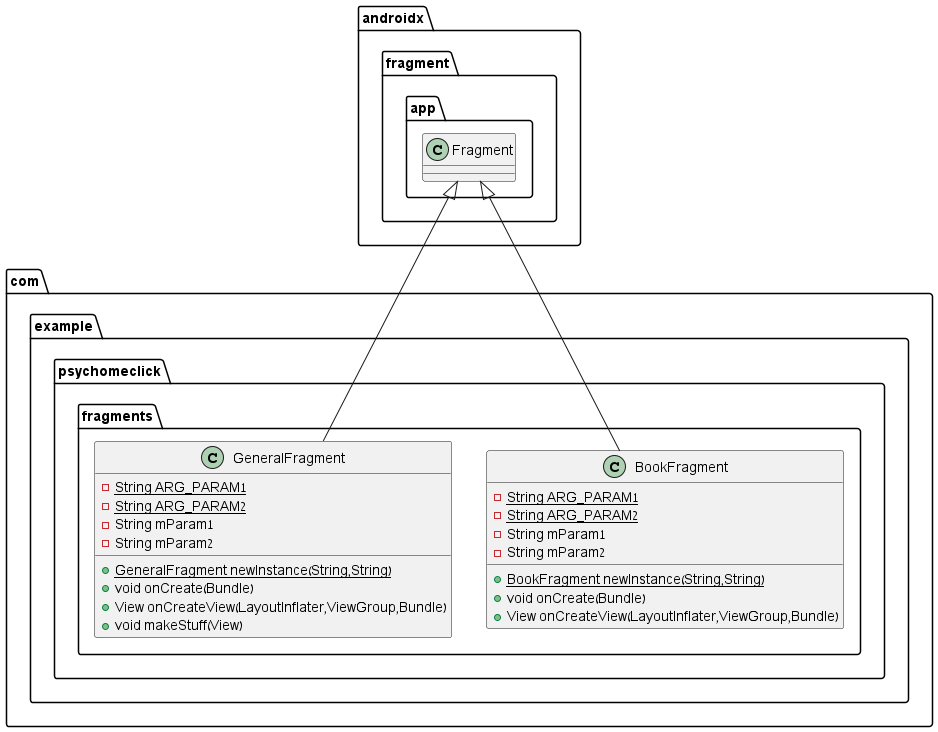 androidx
fragment
app
C Fragment
com
example
psychomeclick
fragments
C GeneralFragment
String ARG_PARAM1
String ARG_PARAM2
String mParam1
String mParam2
GeneralFragment newInstance(String,String)
void onCreate(Bundle)
View onCreateView(LayoutInflater,ViewGroup,Bundle)
void makeStuff(View)
C BookFragment
String ARG_PARAM1
String ARG_PARAM2
String mParam1
String mParam2
BookFragment newInstance(String,String)
void onCreate(Bundle)
View onCreateView(LayoutInflater,ViewGroup,Bundle)